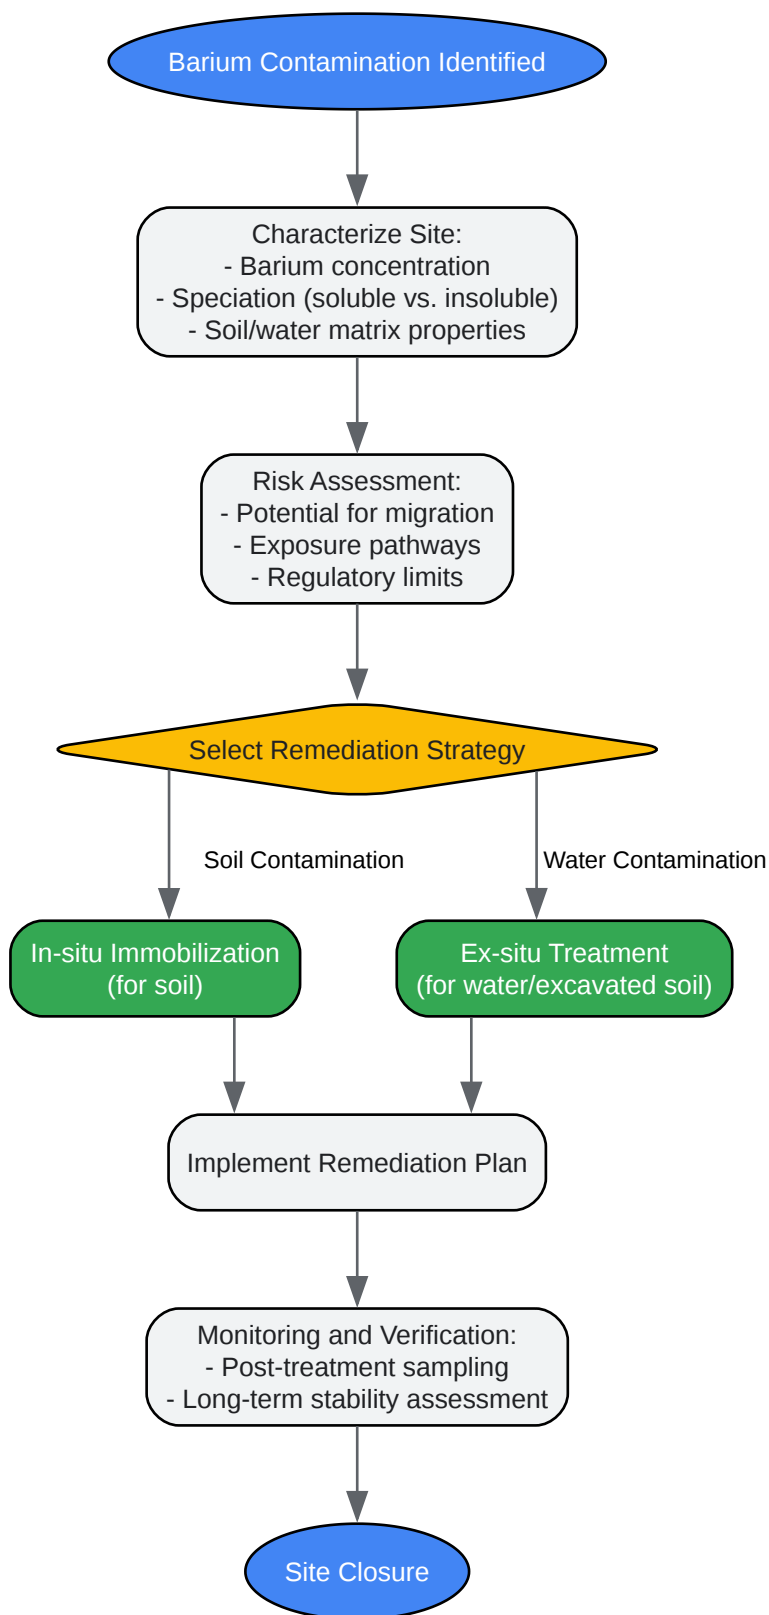 Barium Contamination Identified
Characterize Site:
- Barium concentration
- Speciation (soluble vs. insoluble)
- Soil/water matrix properties
Risk Assessment:
- Potential for migration
- Exposure pathways
- Regulatory limits
Select Remediation Strategy
Soil Contamination
Water Contamination
In-situ Immobilization
(for soil)
Ex-situ Treatment
(for water/excavated soil)
Implement Remediation Plan
Monitoring and Verification:
- Post-treatment sampling
- Long-term stability assessment
Site Closure